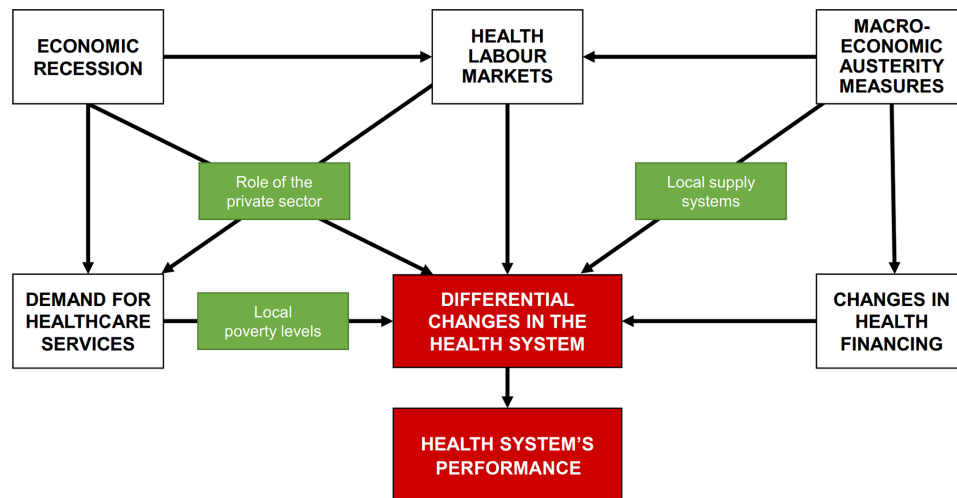 ECONOMIC
RECESSION
HEALTH
LABOUR
MARKETS
MACRO-
ECONOMIC
AUSTERITY
MEASURES
Role of the
private sector
Local supply
systems
DEMAND FOR
HEALTHCARE
SERVICES
Local
poverty levels
DIFFERENTIAL
CHANGES IN THE
HEALTH SYSTEM
CHANGES IN
HEALTH
FINANCING
HEALTH SYSTEM’S
PERFORMANCE